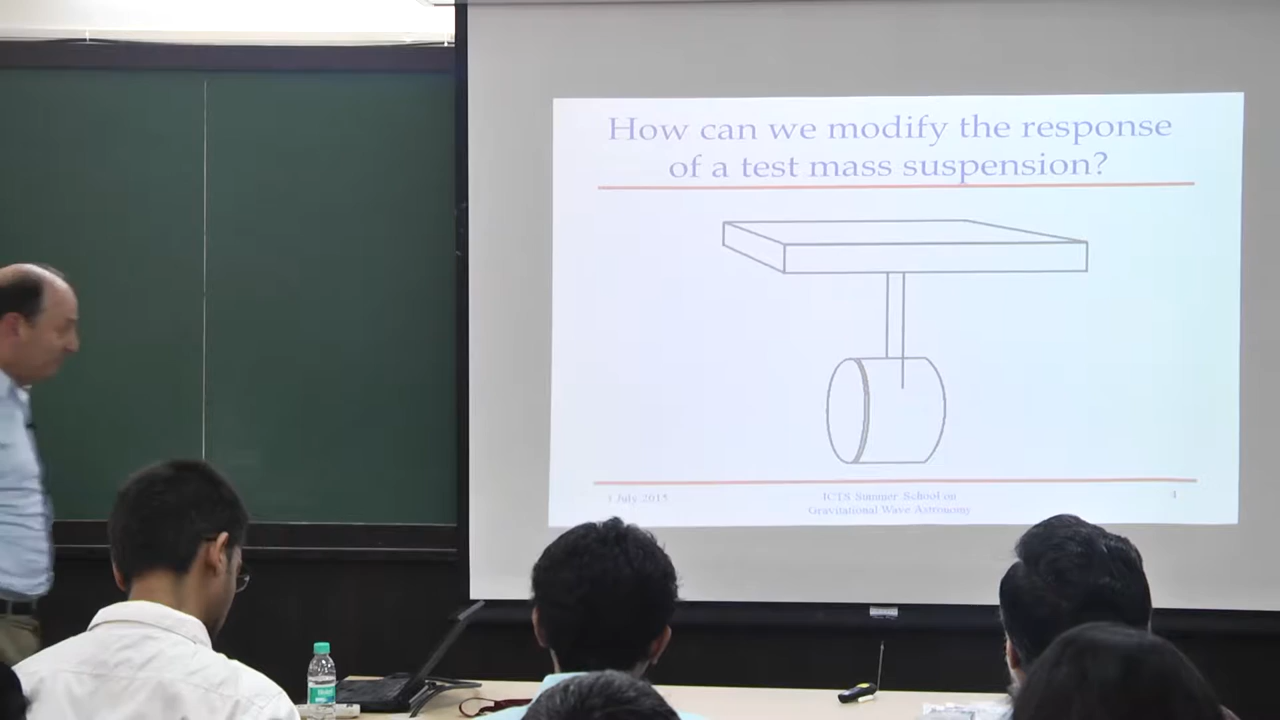 How can we modify the response
of a test mass suspension?
1 July 2015
ICTS Summer School on
Gravitational Wave Astronomy
4